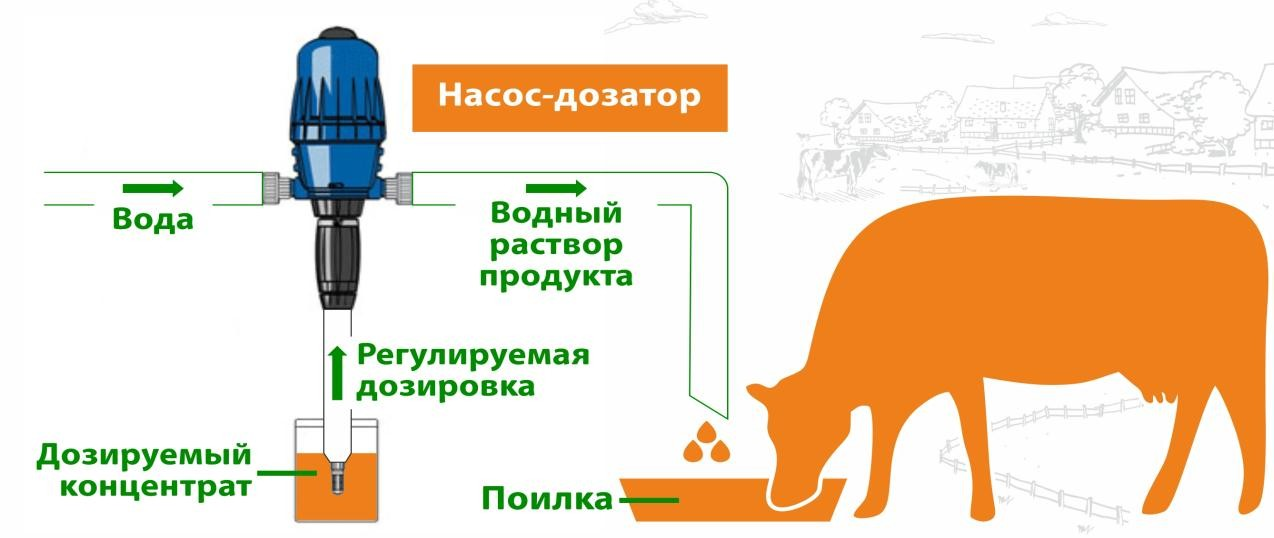 Насос-дозатор
Вода
Водный
раствор
продукта
Регулируемая
дозировка
Дозируемый
концентрат
Поилка